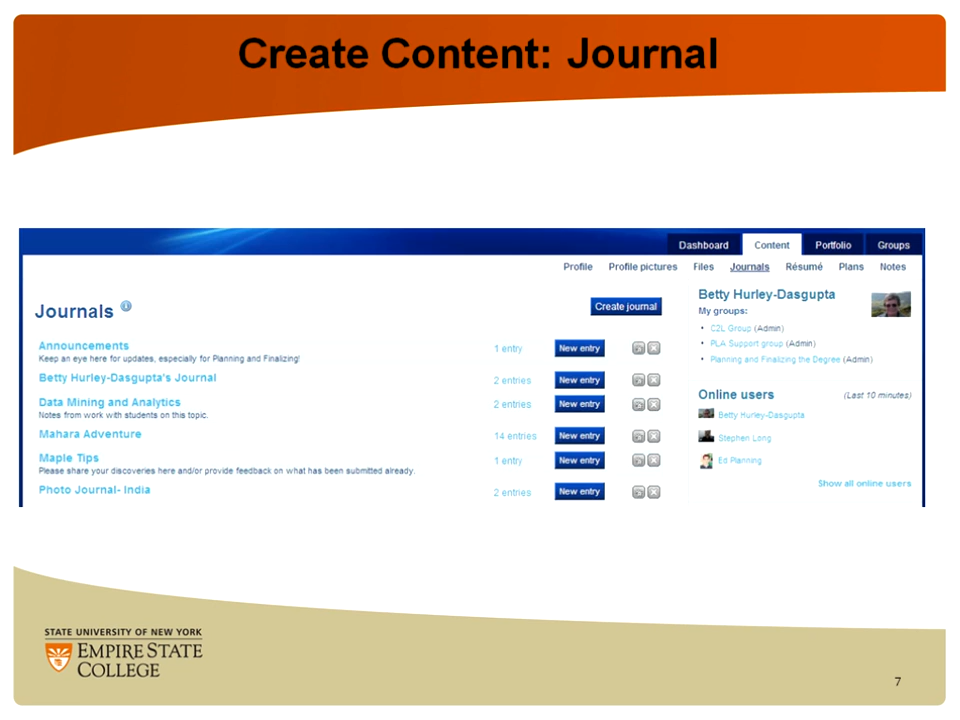 Create Content: Journal
Dashboard Content Portfolio Groups
Profile Profile pictures Files Journals Résumé Plans Notes
Journals
Create journal
Announcements
Keep an eye here for updates, especially for Planning and Finalizing!
1 entry New entry
Betty Hurley-Dasgupta's Journal
2 entries New entry
Data Mining and Analytics
Notes from work with students on this topic.
2 entries New entry
Mahara Adventure
14 entries New entry
Maple Tips
Please share your discoveries here and/or provide feedback on what has been submitted already.
1 entry New entry
Photo Journal- India
2 entries New entry
Betty Hurley-Dasgupta
My groups:
• C2L Group (Admin)
• PLA Support group (Admin)
• Planning and Finalizing the Degree (Admin)
Online users (Last 10 minutes)
Betty Hurley-Dasgupta
Stephen Long
Ed Planning
Show all online users
STATE UNIVERSITY OF NEW YORK
EMPIRE STATE
COLLEGE
7